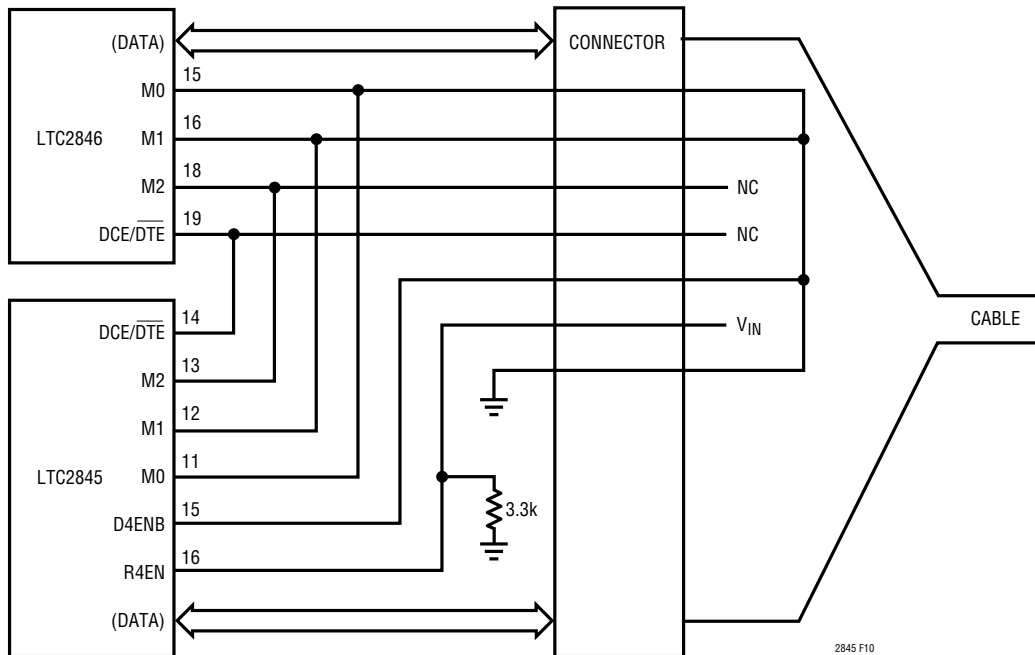 (DATA)
CONNECTOR
15
M0
16
LTC2846
M1
18
M2
NC
19
DCE/DTE
NC
14
DCE/DTE
VIN
CABLE
13
M2
12
M1
11
LTC2845
M0
15
3.3k
D4ENB
16
R4EN
(DATA)
2845 F10